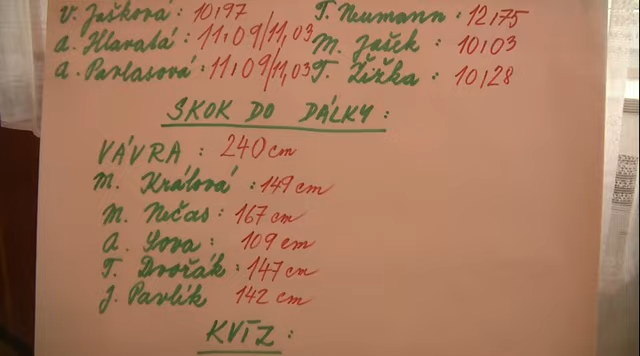 V. Jašková: 10,97 T. Neumann: 12,75
A. Hlavatá: 11,09/11,03 M. Jašek: 10,03
A. Pavlasová: 11,09/11,03 T. Žižka: 10,28
SKOK DO DÁLKY:
VÁVRA: 240 cm
M. Králová: 149 cm
M. Nečas: 167 cm
A. Sova: 109 cm
T. Dvořák: 147 cm
J. Pavlík 142 cm
KVÍZ: